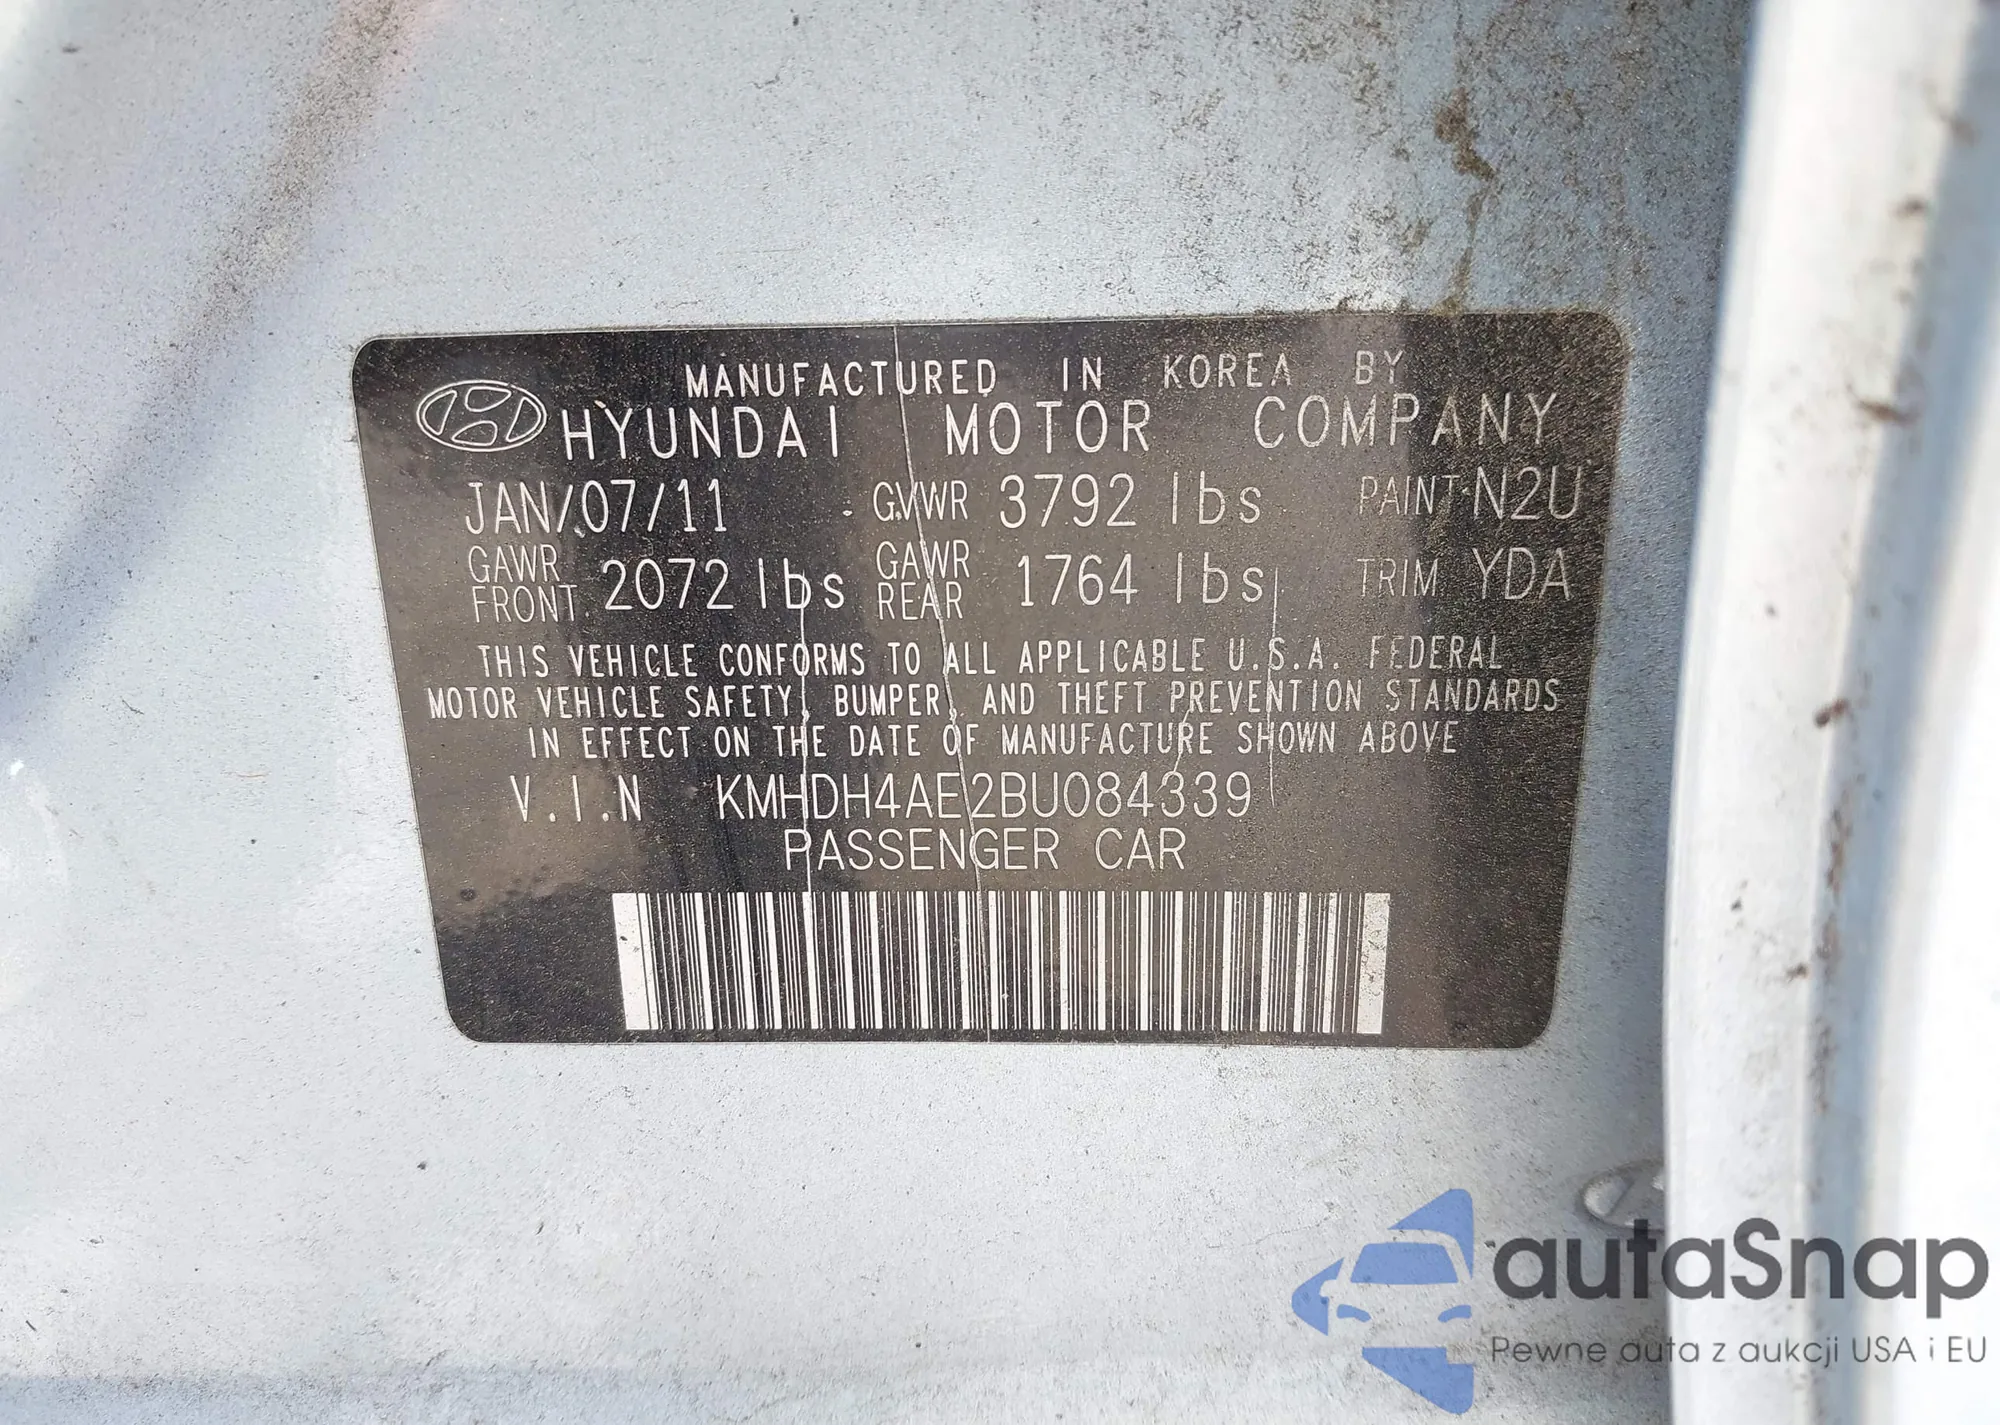 MANUFACTURED IN KOREA BY
HYUNDAI MOTOR COMPANY
JAN/07/11 GVWR 3792 lbs PAINT N2U
GAWR FRONT 2072 lbs GAWR REAR 1764 lbs TRIM YDA
THIS VEHICLE CONFORMS TO ALL APPLICABLE U.S.A. FEDERAL
MOTOR VEHICLE SAFETY, BUMPER, AND THEFT PREVENTION STANDARDS
IN EFFECT ON THE DATE OF MANUFACTURE SHOWN ABOVE
V.I.N KMHDH4AE2BU084339
PASSENGER CAR
autaSnap
Pewne auta z aukcji USA i EU